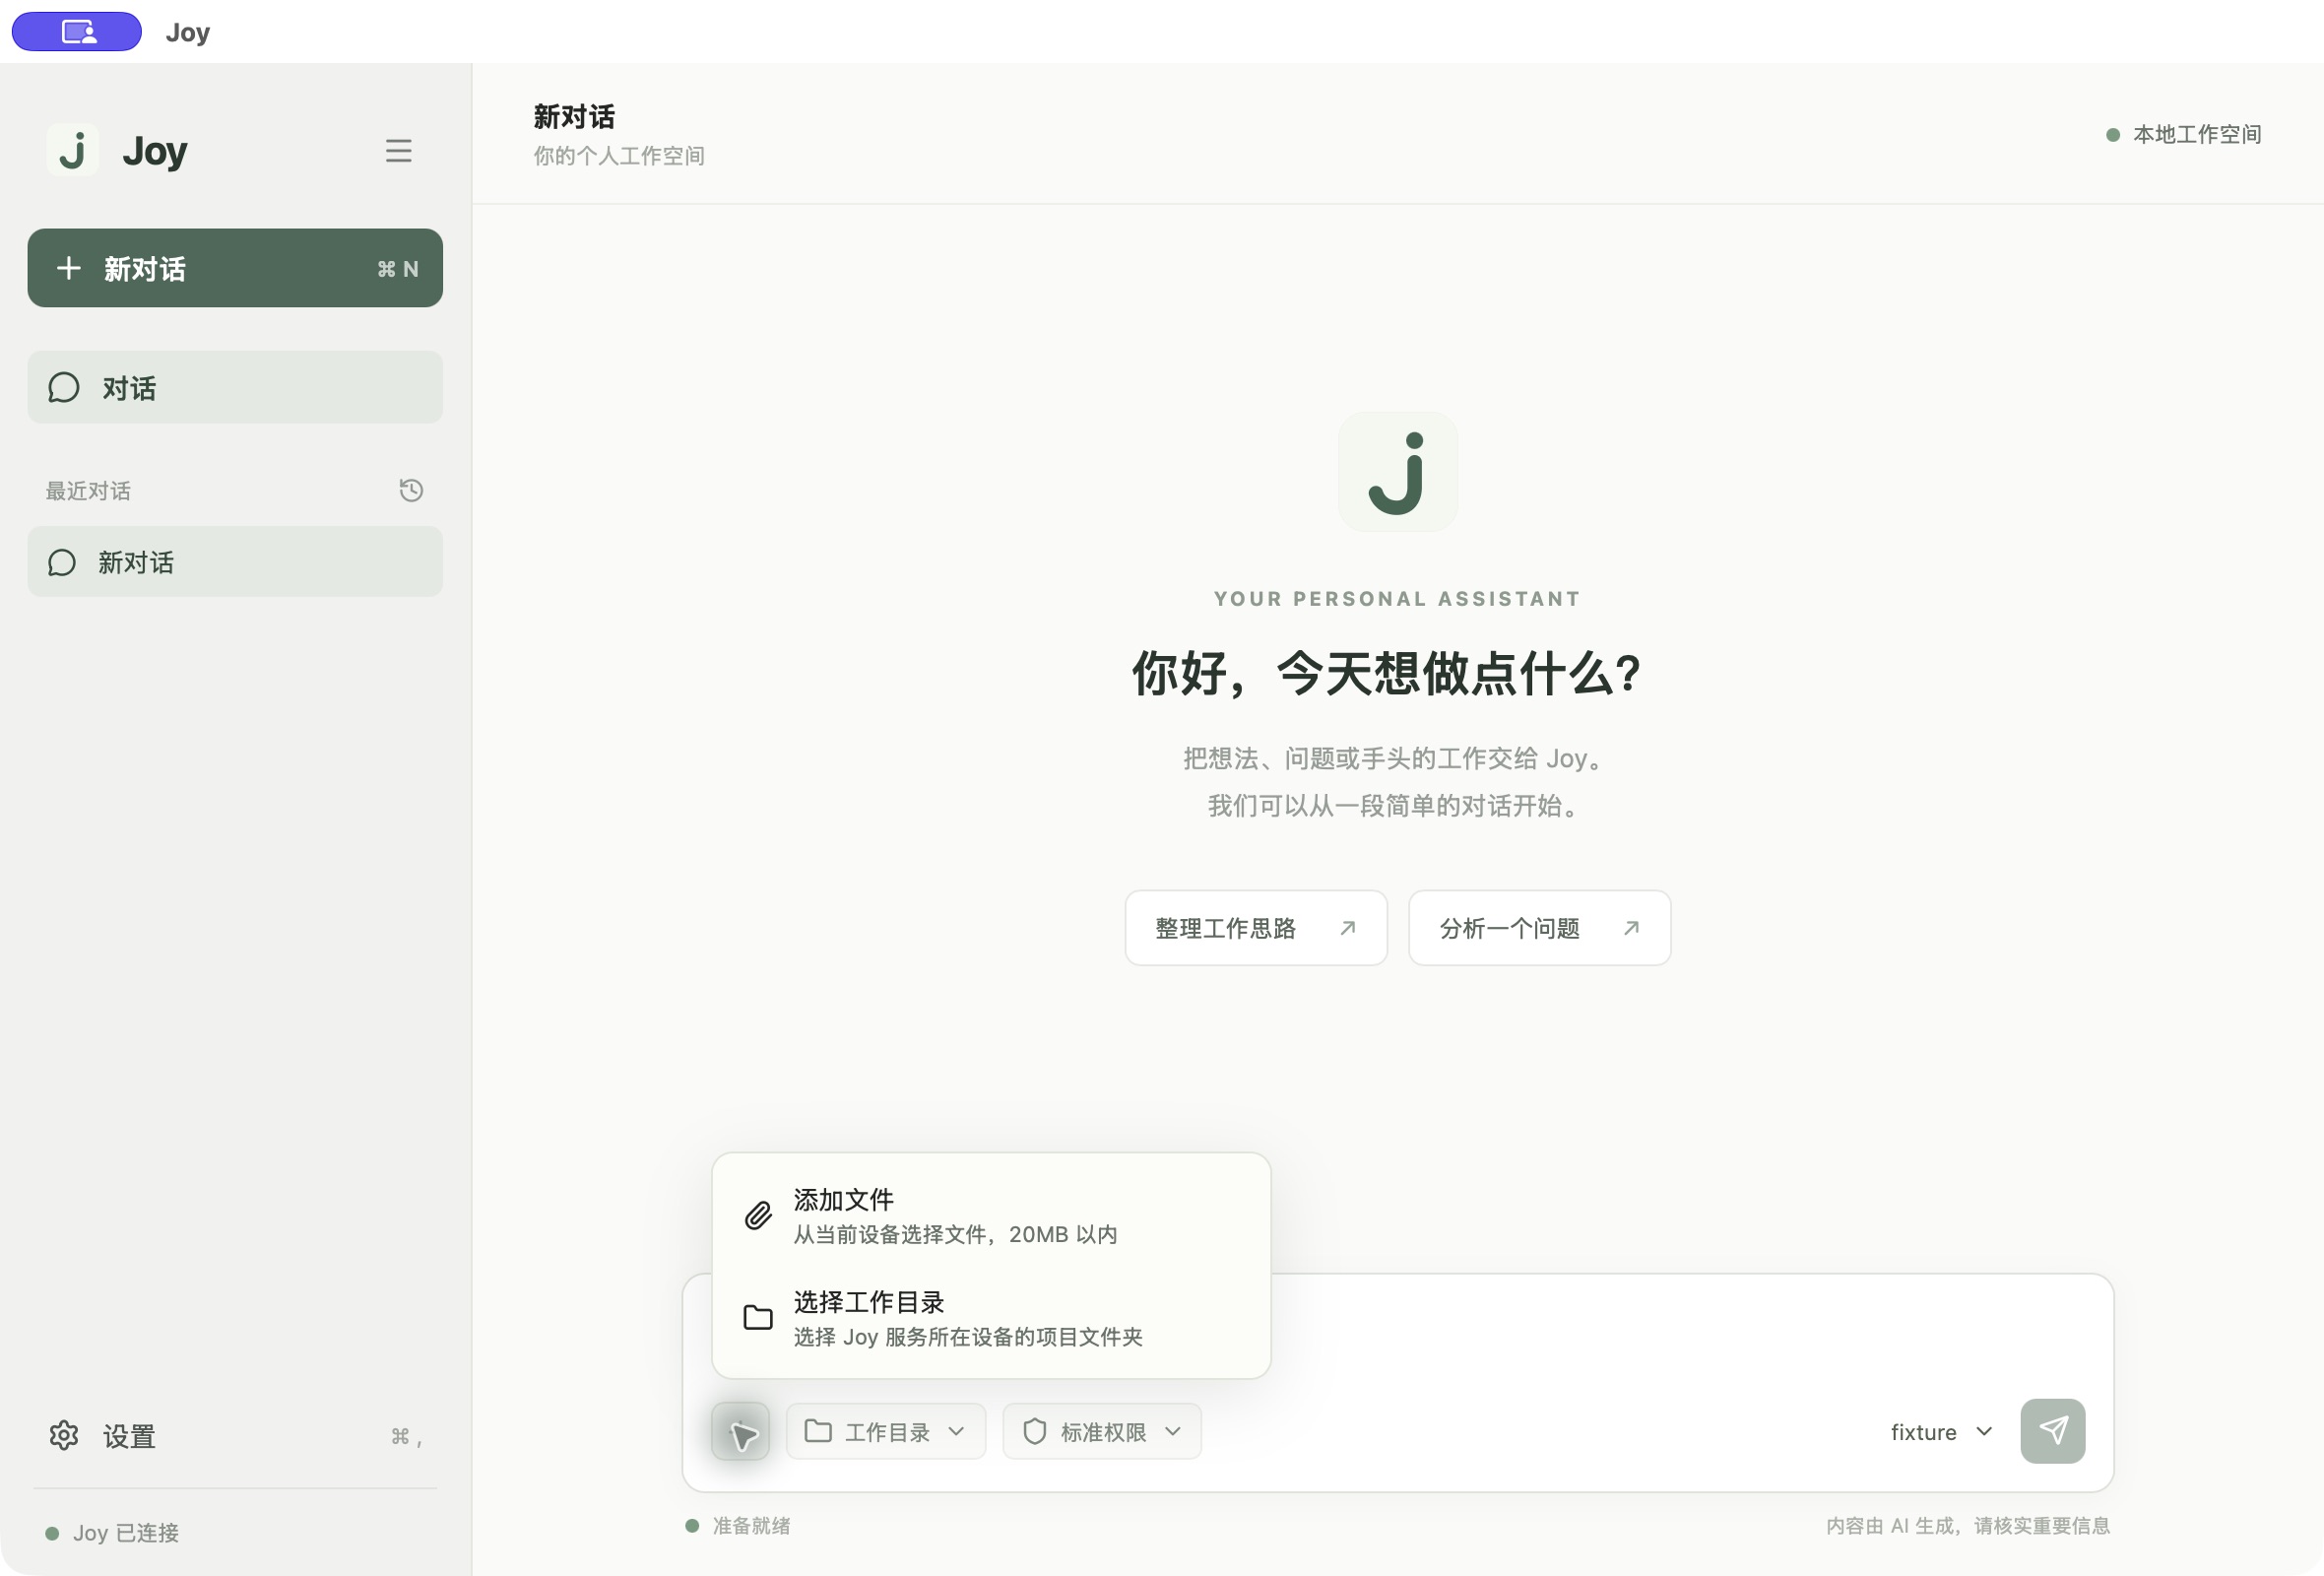 Joy
Joy
新对话 ⌘ N
对话
最近对话
新对话
设置 ⌘ ,
Joy 已连接
新对话
你的个人工作空间
本地工作空间
YOUR PERSONAL ASSISTANT
你好，今天想做点什么？
把想法、问题或手头的工作交给 Joy。
我们可以从一段简单的对话开始。
整理工作思路
分析一个问题
添加文件
从当前设备选择文件，20MB 以内
选择工作目录
选择 Joy 服务所在设备的项目文件夹
工作目录
标准权限
fixture
准备就绪
内容由 AI 生成，请核实重要信息